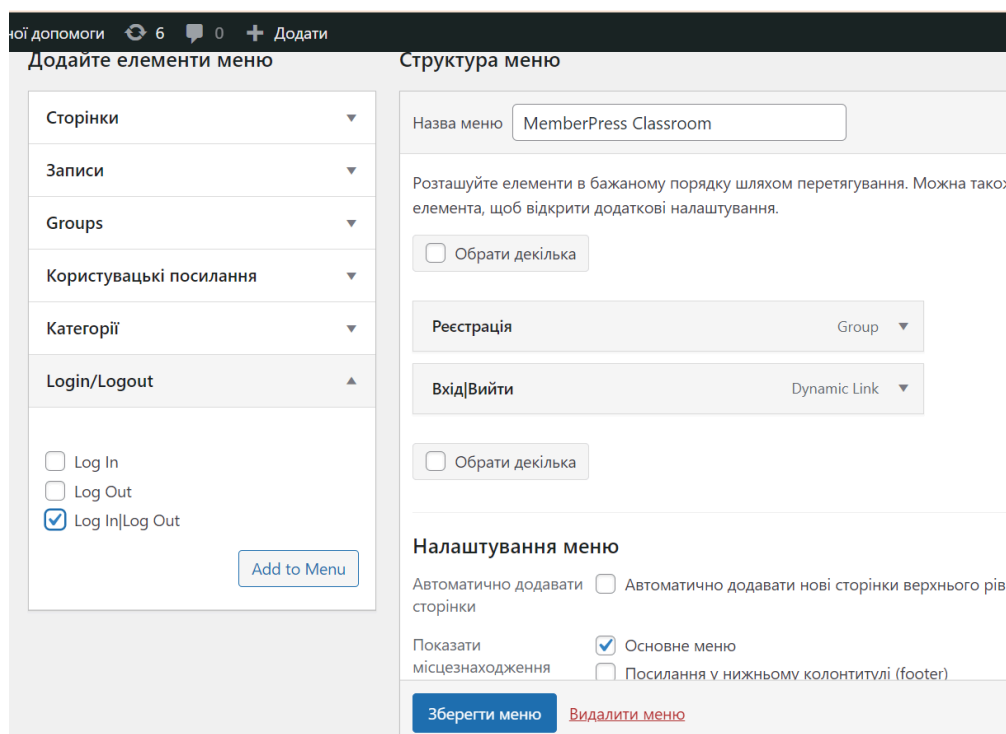 ної допомоги 6 0 Додати
Додайте елементи меню
Сторінки
Записи
Groups
Користувацькі посилання
Категорії
Login/Logout
Log In
Log Out
Log In|Log Out
Add to Menu
Структура меню
Назва меню MemberPress Classroom
Розташуйте елементи в бажаному порядку шляхом перетягування. Можна також
елемента, щоб відкрити додаткові налаштування.
Обрати декілька
Реєстрація Group
Вхід|Вийти Dynamic Link
Обрати декілька
Налаштування меню
Автоматично додавати
сторінки
Автоматично додавати нові сторінки верхнього рів
Показати
місцезнаходження
Основне меню
Посилання у нижньому колонтитулі (footer)
Зберегти меню Видалити меню